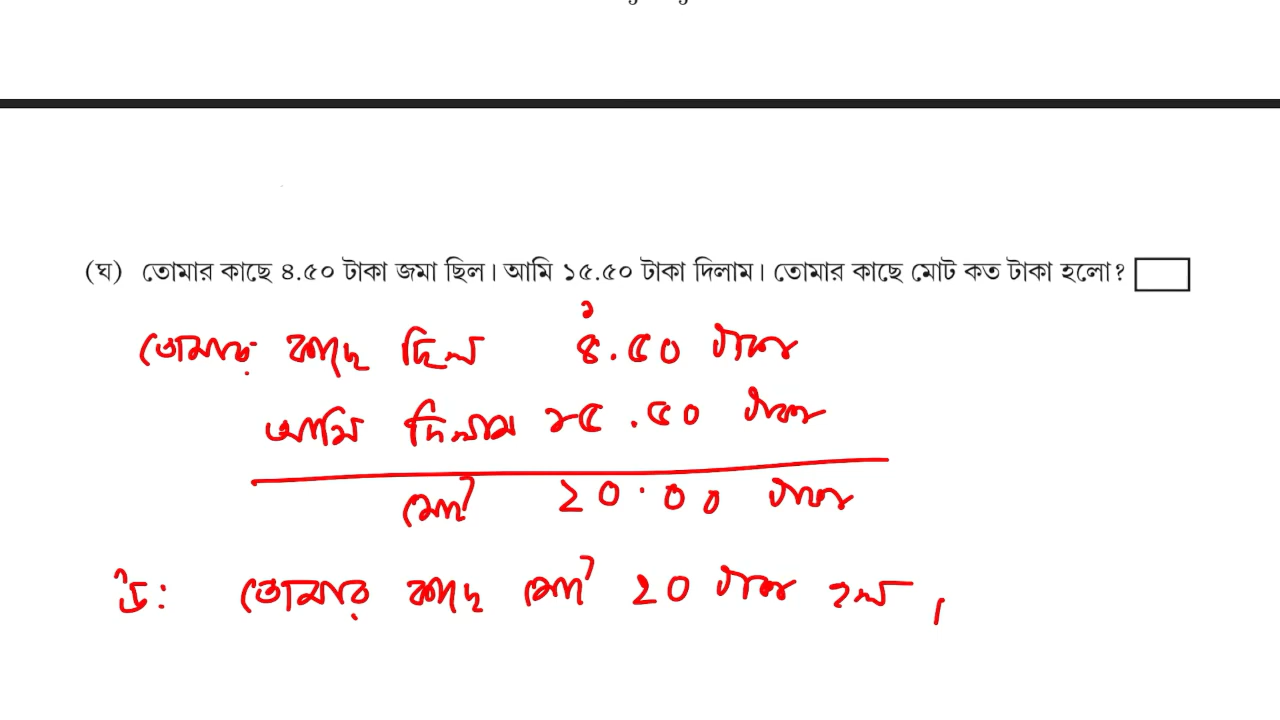 (ঘ) তোমার কাছে ৪.৫০ টাকা জমা ছিল। আমি ১৫.৫০ টাকা দিলাম। তোমার কাছে মোট কত টাকা হলো?
১
তোমার কাছে ছিল ৪.৫০ টাকা
আমি দিলাম ১৫.৫০ টাকা
মোট ২০.০০ টাকা
উ: তোমার কাছে মোট ২০ টাকা হল।